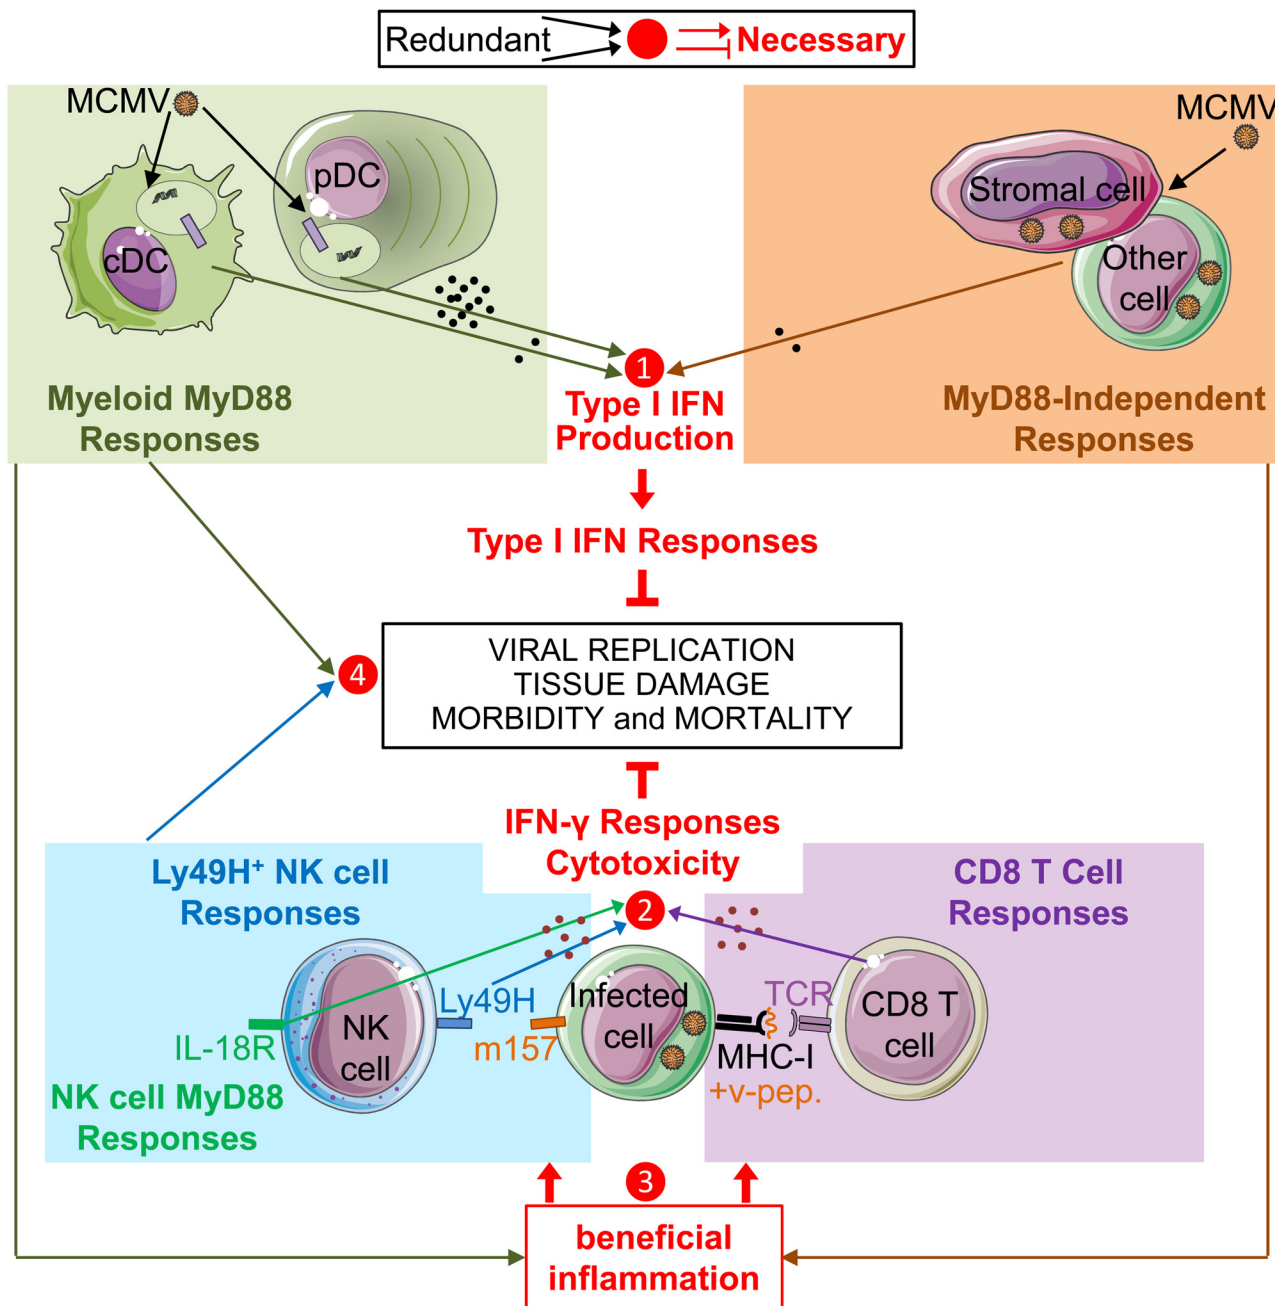 Redundant Necessary
MCMV
pDC
cDC
Myeloid MyD88
Responses
MCMV
Stromal cell
Other
cell
MyD88-Independent
Responses
1
Type I IFN
Production
Type I IFN Responses
4
VIRAL REPLICATION
TISSUE DAMAGE
MORBIDITY and MORTALITY
IFN-γ Responses
Cytotoxicity
2
Ly49H⁺ NK cell
Responses
NK
cell
Ly49H
IL-18R
m157
NK cell MyD88
Responses
Infected
cell
CD8 T Cell
Responses
TCR
MHC-I
+v-pep.
CD8 T
cell
3
beneficial
inflammation